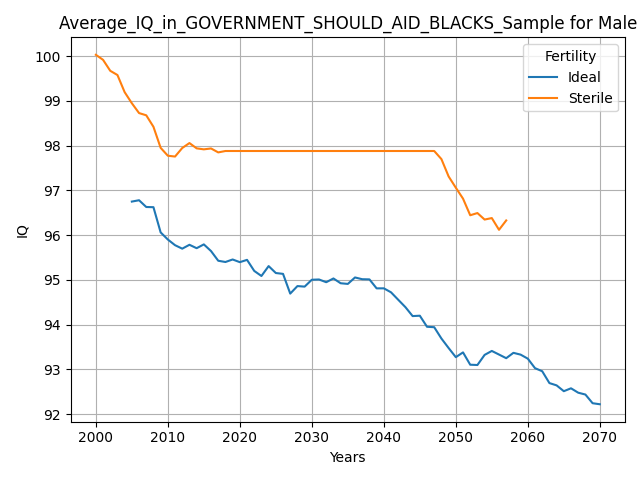 Average_IQ_in_GOVERNMENT_SHOULD_AID_BLACKS_Sample for Male
Fertility
Ideal
Sterile
100
99
98
97
96
95
94
93
92
IQ
2000 2010 2020 2030 2040 2050 2060 2070
Years